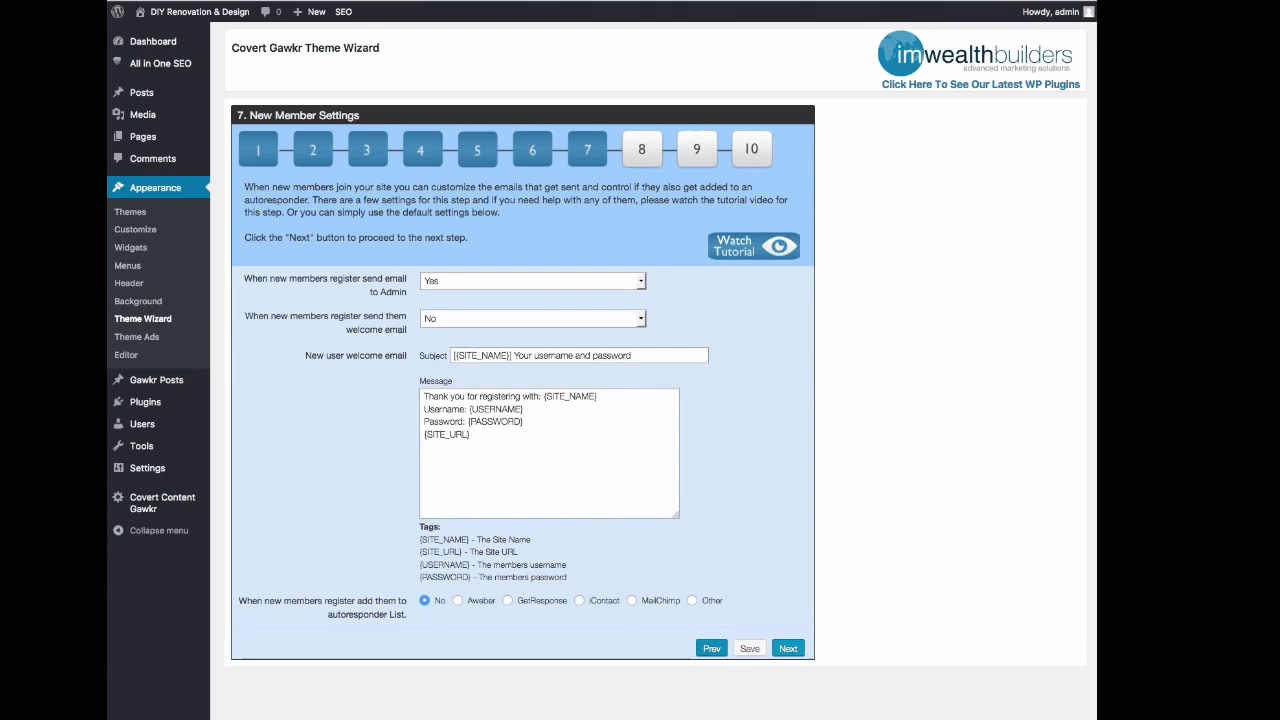 DIY Renovation & Design 0 + New SEO Howdy, admin
Dashboard
All in One SEO
Posts
Media
Pages
Comments
Appearance
Themes
Customize
Widgets
Menus
Header
Background
Theme Wizard
Theme Ads
Editor
Gawkr Posts
Plugins
Users
Tools
Settings
Covert Content
Gawkr
Collapse menu
Covert Gawkr Theme Wizard
imwealthbuilders
advanced marketing solutions
Click Here To See Our Latest WP Plugins
7. New Member Settings
1 2 3 4 5 6 7 8 9 10
When new members join your site you can customize the emails that get sent and control if they also get added to an
autoresponder. There are a few settings for this step and if you need help with any of them, please watch the tutorial video for
this step. Or you can simply use the default settings below.
Click the "Next" button to proceed to the next step.
Watch
Tutorial
When new members register send email
to Admin
Yes
When new members register send them
welcome email
No
New user welcome email
Subject [{SITE_NAME}] Your username and password
Message
Thank you for registering with: {SITE_NAME}
Username: {USERNAME}
Password: {PASSWORD}
{SITE_URL}
Tags:
{SITE_NAME} - The Site Name
{SITE_URL} - The Site URL
{USERNAME} - The members username
{PASSWORD} - The members password
When new members register add them to
autoresponder List.
No Aweber GetResponse iContact MailChimp Other
Prev Save Next